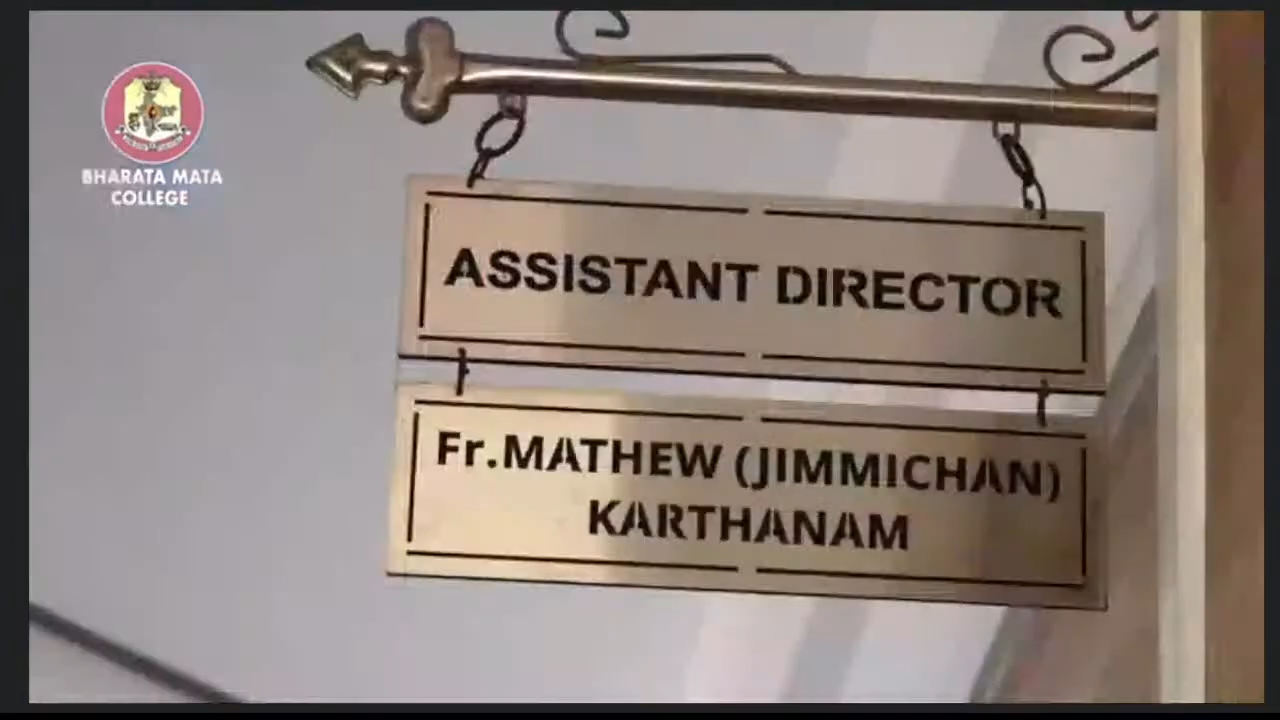 BHARATA MATA
COLLEGE
ASSISTANT DIRECTOR
Fr.MATHEW (JIMMICHAN)
KARTHANAM